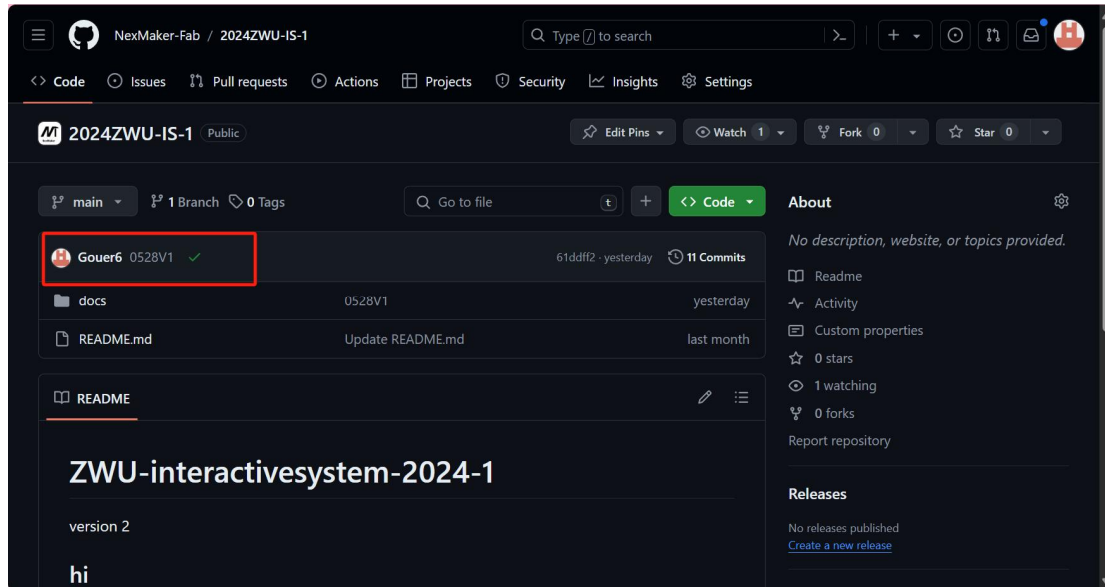 NexMaker-Fab / 2024ZWU-IS-1
Type / to search
Code
Issues
Pull requests
Actions
Projects
Security
Insights
Settings
2024ZWU-IS-1 Public
Edit Pins
Watch 1
Fork 0
Star 0
main
1 Branch
0 Tags
Go to file
t
Code
Gouer6 0528V1
61ddff2 · yesterday
11 Commits
docs
0528V1
yesterday
README.md
Update README.md
last month
README
ZWU-interactivesystem-2024-1
version 2
hi
About
No description, website, or topics provided.
Readme
Activity
Custom properties
0 stars
1 watching
0 forks
Report repository
Releases
No releases published
Create a new release